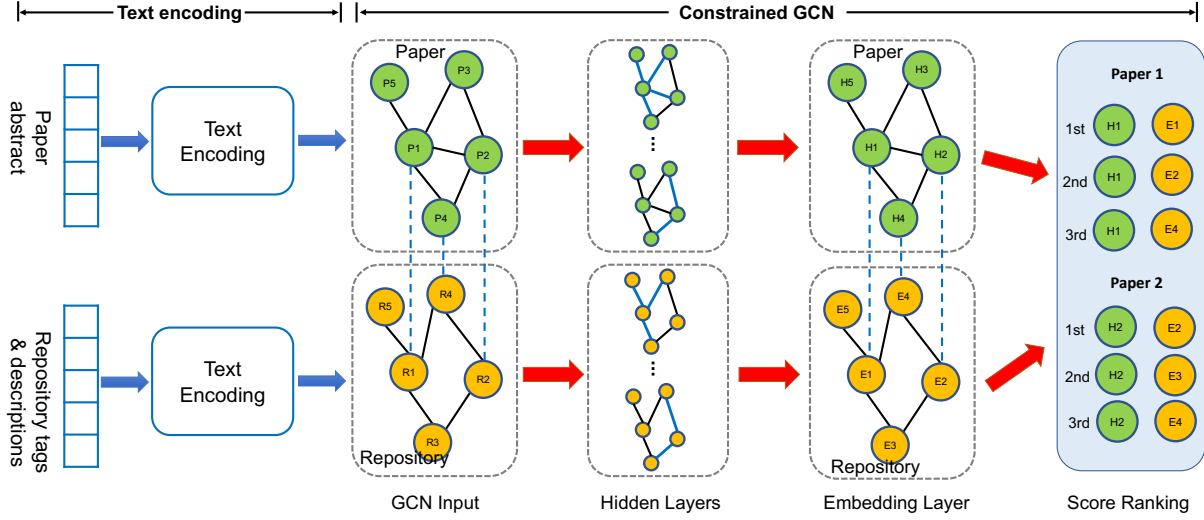 Text encoding
Constrained GCN
Paper abstract
Text
Encoding
Paper
P5
P3
P1
P2
P4
...
Paper
H5
H3
H1
H2
H4
Repository tags
& descriptions
Text
Encoding
R5
R4
R1
R2
R3
Repository
...
E5
E4
E1
E2
E3
Repository
Paper 1
1st H1 E1
2nd H1 E2
3rd H1 E4
Paper 2
1st H2 E2
2nd H2 E3
3rd H2 E4
GCN Input
Hidden Layers
Embedding Layer
Score Ranking